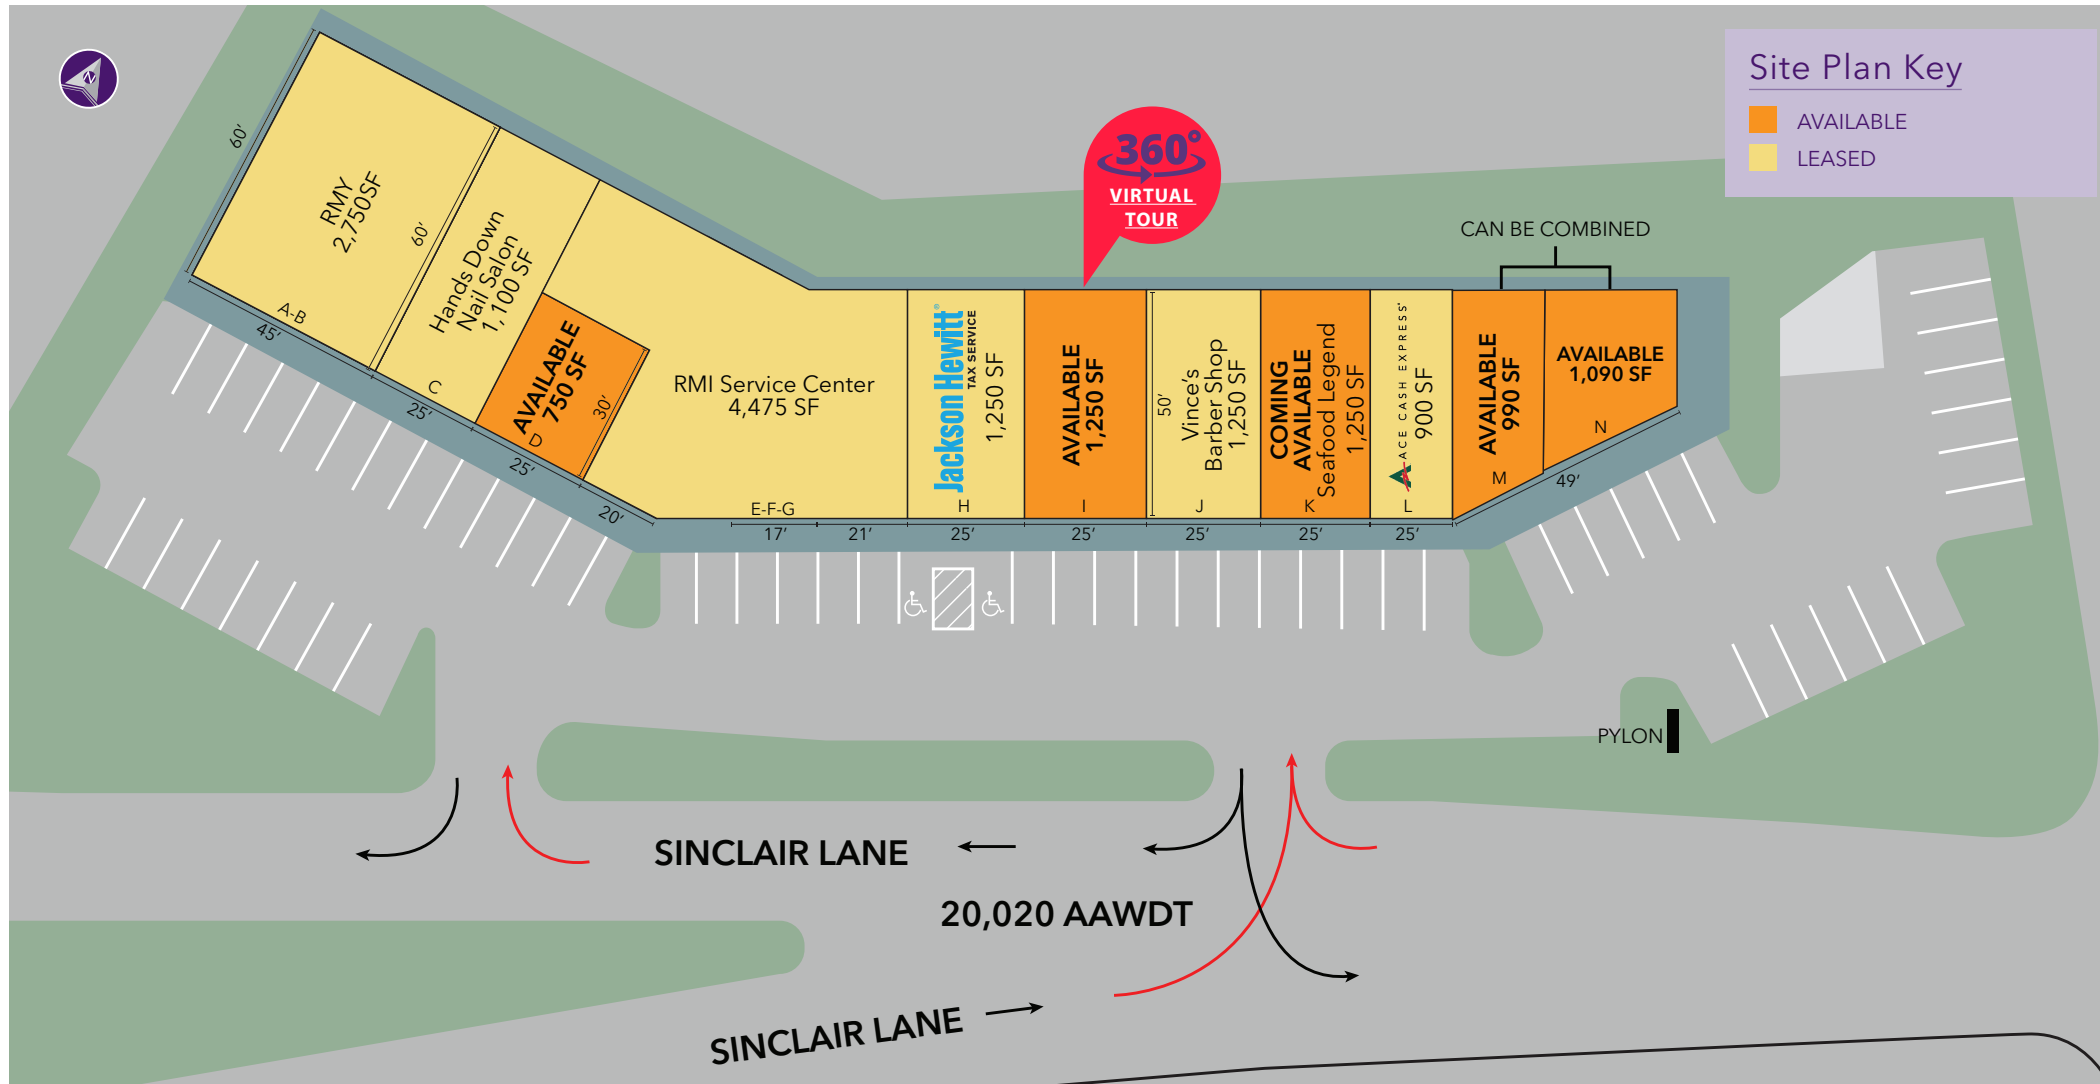 N
Site Plan Key
AVAILABLE
LEASED
360°
VIRTUAL
TOUR
CAN BE COMBINED
60’
RMY
2,750SF
A-B
45’
60’
Hands Down
Nail Salon
1,100 SF
C
25’
AVAILABLE
750 SF
D
30’
25’
20’
RMI Service Center
4,475 SF
E-F-G
17’
21’
Jackson Hewitt®
TAX SERVICE
1,250 SF
H
25’
AVAILABLE
1,250 SF
I
25’
50’
Vince’s
Barber Shop
1,250 SF
J
25’
COMING
AVAILABLE
Seafood Legend
1,250 SF
K
25’
A ACE CASH EXPRESS
900 SF
L
25’
AVAILABLE
990 SF
M
AVAILABLE
1,090 SF
N
49’
PYLON
SINCLAIR LANE
20,020 AAWDT
SINCLAIR LANE